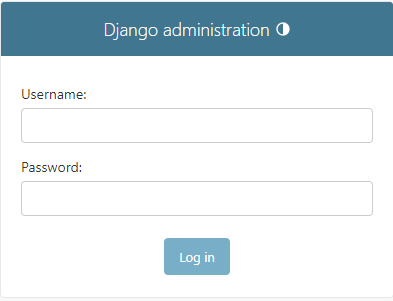 Django administration
Username:
Password:
Log in